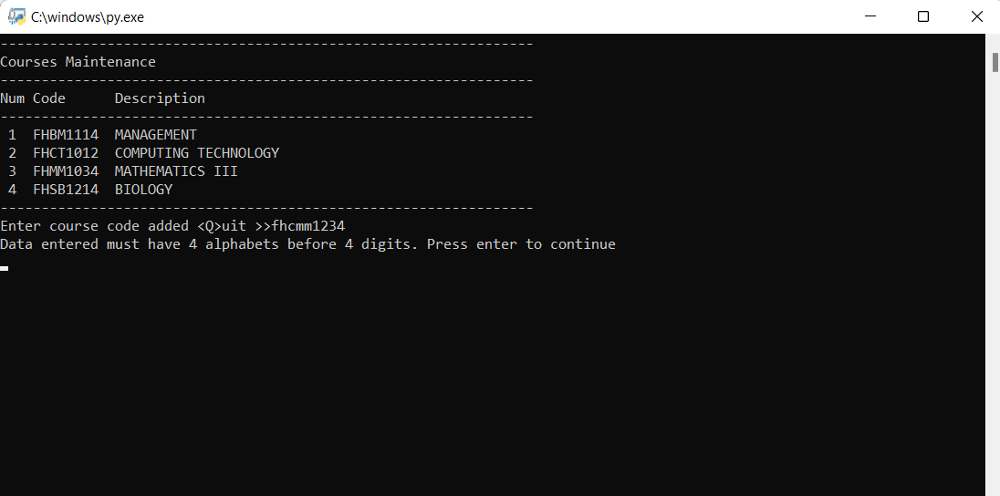 C:\windows\py.exe
-----------------------------------------------------------------
Courses Maintenance
-----------------------------------------------------------------
Num Code      Description
-----------------------------------------------------------------
 1  FHBM1114  MANAGEMENT
 2  FHCT1012  COMPUTING TECHNOLOGY
 3  FHMM1034  MATHEMATICS III
 4  FHSB1214  BIOLOGY
-----------------------------------------------------------------
Enter course code added <Q>uit >>fhcmm1234
Data entered must have 4 alphabets before 4 digits. Press enter to continue